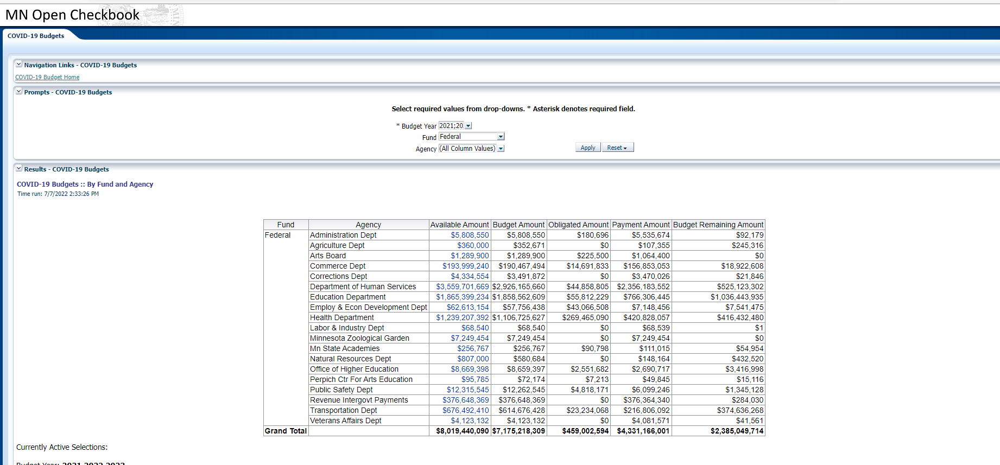 MN Open Checkbook
COVID-19 Budgets
Navigation Links - COVID-19 Budgets
COVID-19 Budget Home
Prompts - COVID-19 Budgets
Select required values from drop-downs. * Asterisk denotes required field.
* Budget Year 2021;20
Fund Federal
Agency (All Column Values) Apply Reset
Results - COVID-19 Budgets
COVID-19 Budgets :: By Fund and Agency
Time run: 7/7/2022 2:33:26 PM
Fund Agency Available Amount Budget Amount Obligated Amount Payment Amount Budget Remaining Amount
Federal Administration Dept $5,808,550 $5,808,550 $180,696 $5,535,674 $92,179
Agriculture Dept $360,000 $352,671 $0 $107,355 $245,316
Arts Board $1,289,900 $1,289,900 $225,500 $1,064,400 $0
Commerce Dept $193,999,240 $190,467,494 $14,691,833 $156,853,053 $18,922,608
Corrections Dept $4,334,554 $3,491,872 $0 $3,470,026 $21,846
Department of Human Services $3,559,701,669 $2,926,165,660 $44,858,805 $2,356,183,552 $525,123,302
Education Department $1,865,399,234 $1,858,562,609 $55,812,229 $766,306,445 $1,036,443,935
Employ & Econ Development Dept $62,613,154 $57,756,438 $43,066,508 $7,148,456 $7,541,475
Health Department $1,239,207,392 $1,106,725,627 $269,465,090 $420,828,057 $416,432,480
Labor & Industry Dept $68,540 $68,540 $0 $68,539 $1
Minnesota Zoological Garden $7,249,454 $7,249,454 $0 $7,249,454 $0
Mn State Academies $256,767 $256,767 $90,798 $111,015 $54,954
Natural Resources Dept $807,000 $580,684 $0 $148,164 $432,520
Office of Higher Education $8,669,398 $8,659,397 $2,551,682 $2,690,717 $3,416,998
Perpich Ctr For Arts Education $95,785 $72,174 $7,213 $49,845 $15,116
Public Safety Dept $12,315,545 $12,262,545 $4,818,171 $6,099,246 $1,345,128
Revenue Intergovt Payments $376,648,369 $376,648,369 $0 $376,364,340 $284,030
Transportation Dept $676,492,410 $614,676,428 $23,234,068 $216,806,092 $374,636,268
Veterans Affairs Dept $4,123,132 $4,123,132 $0 $4,081,571 $41,561
Grand Total $8,019,440,090 $7,175,218,309 $459,002,594 $4,331,166,001 $2,385,049,714
Currently Active Selections:
Budget Year: 2021,2022,2023